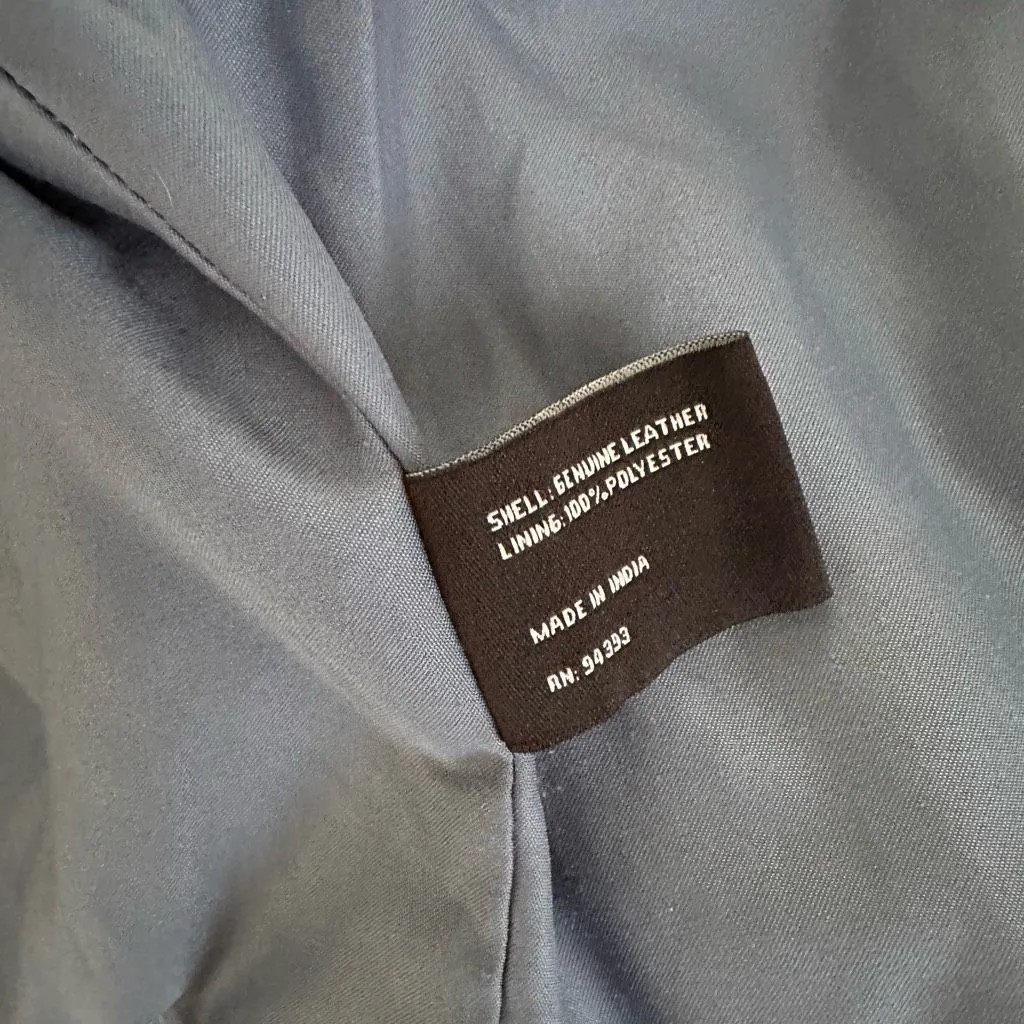 SHELL: GENUINE LEATHER
LINING: 100% POLYESTER
MADE IN INDIA
RN: 94393